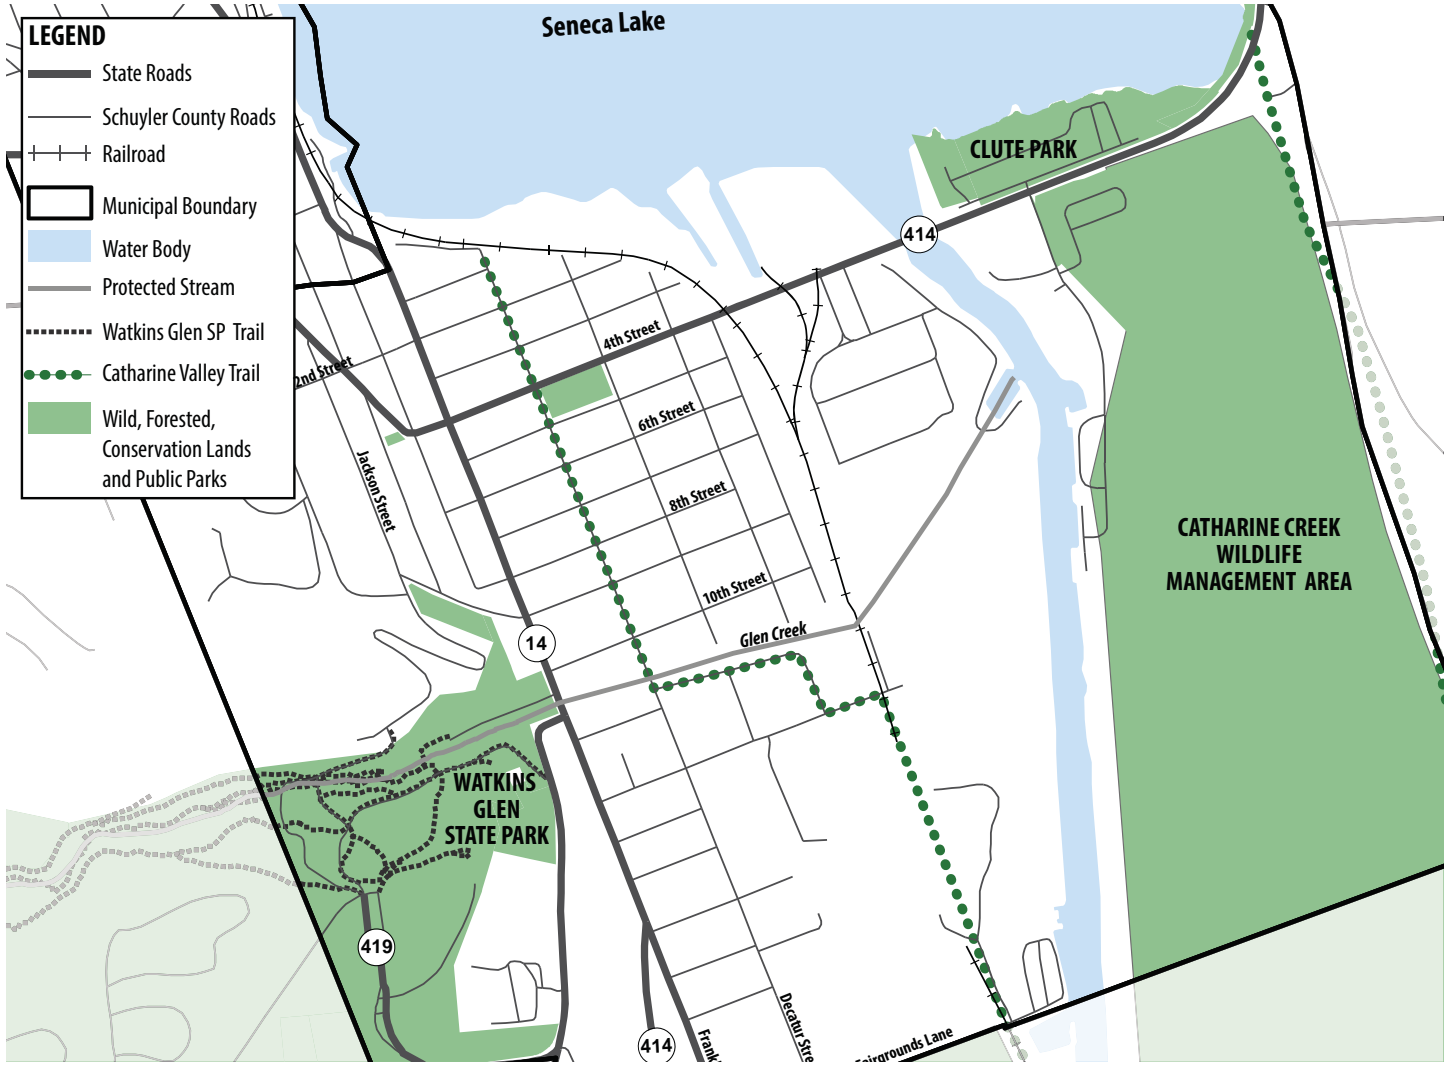 Seneca Lake
LEGEND
State Roads
Schuyler County Roads
Railroad
Municipal Boundary
Water Body
Protected Stream
Watkins Glen SP Trail
Catharine Valley Trail
Wild, Forested,
Conservation Lands
and Public Parks
CLUTE PARK
414
4th Street
2nd Street
6th Street
Jackson Street
8th Street
CATHARINE CREEK
WILDLIFE
MANAGEMENT AREA
10th Street
Glen Creek
14
WATKINS
GLEN
STATE PARK
419
414
Frank
Decatur Stre
Fairgrounds Lane